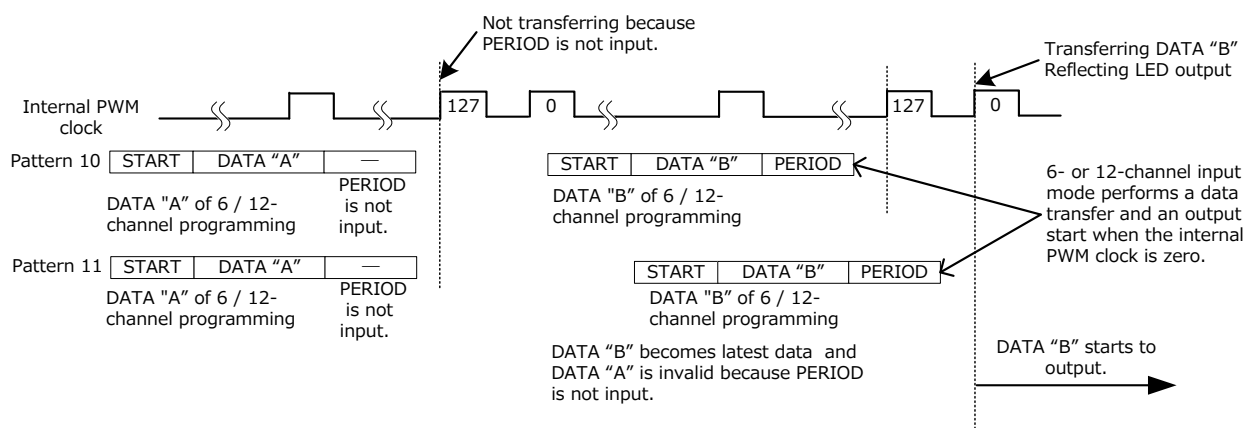 Not transferring because
PERIOD is not input.
Transferring DATA “B”
Reflecting LED output
Internal PWM
clock
127
0
127
0
Pattern 10
START
DATA “A”
—
START
DATA “B”
PERIOD
PERIOD
is not
input.
DATA "A" of 6 / 12-
channel programming
DATA "B" of 6 / 12-
channel programming
6- or 12-channel input
mode performs a data
transfer and an output
start when the internal
PWM clock is zero.
Pattern 11
START
DATA “A”
—
START
DATA “B”
PERIOD
PERIOD
is not
input.
DATA "A" of 6 / 12-
channel programming
DATA "B" of 6 / 12-
channel programming
DATA “B” becomes latest data and
DATA “A” is invalid because PERIOD
is not input.
DATA “B” starts to
output.